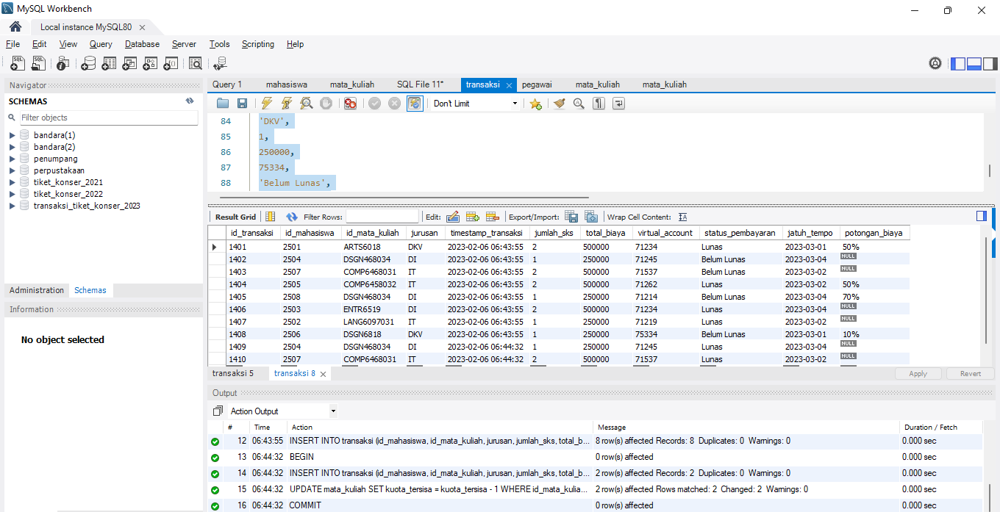 MySQL Workbench
Local instance MySQL80
File Edit View Query Database Server Tools Scripting Help
Navigator
SCHEMAS
Filter objects
bandara(1)
bandara(2)
penumpang
perpustakaan
tiket_konser_2021
tiket_konser_2022
transaksi_tiket_konser_2023
Administration Schemas
Information
No object selected
Query 1 mahasiswa mata_kuliah SQL File 11* transaksi pegawai mata_kuliah mata_kuliah
Don't Limit
84 'DKV',
85 1,
86 250000,
87 75334,
88 'Belum Lunas',
Result Grid Filter Rows: Edit: Export/Import: Wrap Cell Content: IA
id_transaksi id_mahasiswa id_mata_kuliah jurusan timestamp_transaksi jumlah_sks total_biaya virtual_account status_pembayaran jatuh_tempo potongan_biaya
1401 2501 ARTS6018 DKV 2023-02-06 06:43:55 2 500000 71234 Lunas 2023-03-01 50%
1402 2504 DSGN468034 DI 2023-02-06 06:43:55 1 250000 71245 Belum Lunas 2023-03-04 NULL
1403 2507 COMP6468031 IT 2023-02-06 06:43:55 2 500000 71537 Belum Lunas 2023-03-02 NULL
1404 2505 COMP6458032 IT 2023-02-06 06:43:55 2 500000 71262 Lunas 2023-03-02 50%
1405 2508 DSGN468034 DI 2023-02-06 06:43:55 1 250000 71214 Belum Lunas 2023-03-04 70%
1406 2503 ENTR6519 DI 2023-02-06 06:43:55 2 500000 71234 Lunas 2023-03-04 NULL
1407 2502 LANG6097031 IT 2023-02-06 06:43:55 1 250000 71219 Lunas 2023-03-02 NULL
1408 2506 DSGN6818 DKV 2023-02-06 06:43:55 1 250000 75334 Belum Lunas 2023-03-01 10%
1409 2504 DSGN468034 DI 2023-02-06 06:44:32 1 250000 71245 Lunas 2023-03-04 NULL
1410 2507 COMP6468031 IT 2023-02-06 06:44:32 2 500000 71537 Lunas 2023-03-02 NULL
transaksi 5 transaksi 8 Apply Revert
Output
Action Output
# Time Action Message Duration / Fetch
12 06:43:55 INSERT INTO transaksi (id_mahasiswa, id_mata_kuliah, jurusan, jumlah_sks, total_b... 8 row(s) affected Records: 8 Duplicates: 0 Warnings: 0 0.000 sec
13 06:44:32 BEGIN 0 row(s) affected 0.000 sec
14 06:44:32 INSERT INTO transaksi (id_mahasiswa, id_mata_kuliah, jurusan, jumlah_sks, total_b... 2 row(s) affected Records: 2 Duplicates: 0 Warnings: 0 0.000 sec
15 06:44:32 UPDATE mata_kuliah SET kuota_tersisa = kuota_tersisa - 1 WHERE id_mata_kulia... 2 row(s) affected Rows matched: 2 Changed: 2 Warnings: 0 0.000 sec
16 06:44:32 COMMIT 0 row(s) affected 0.000 sec